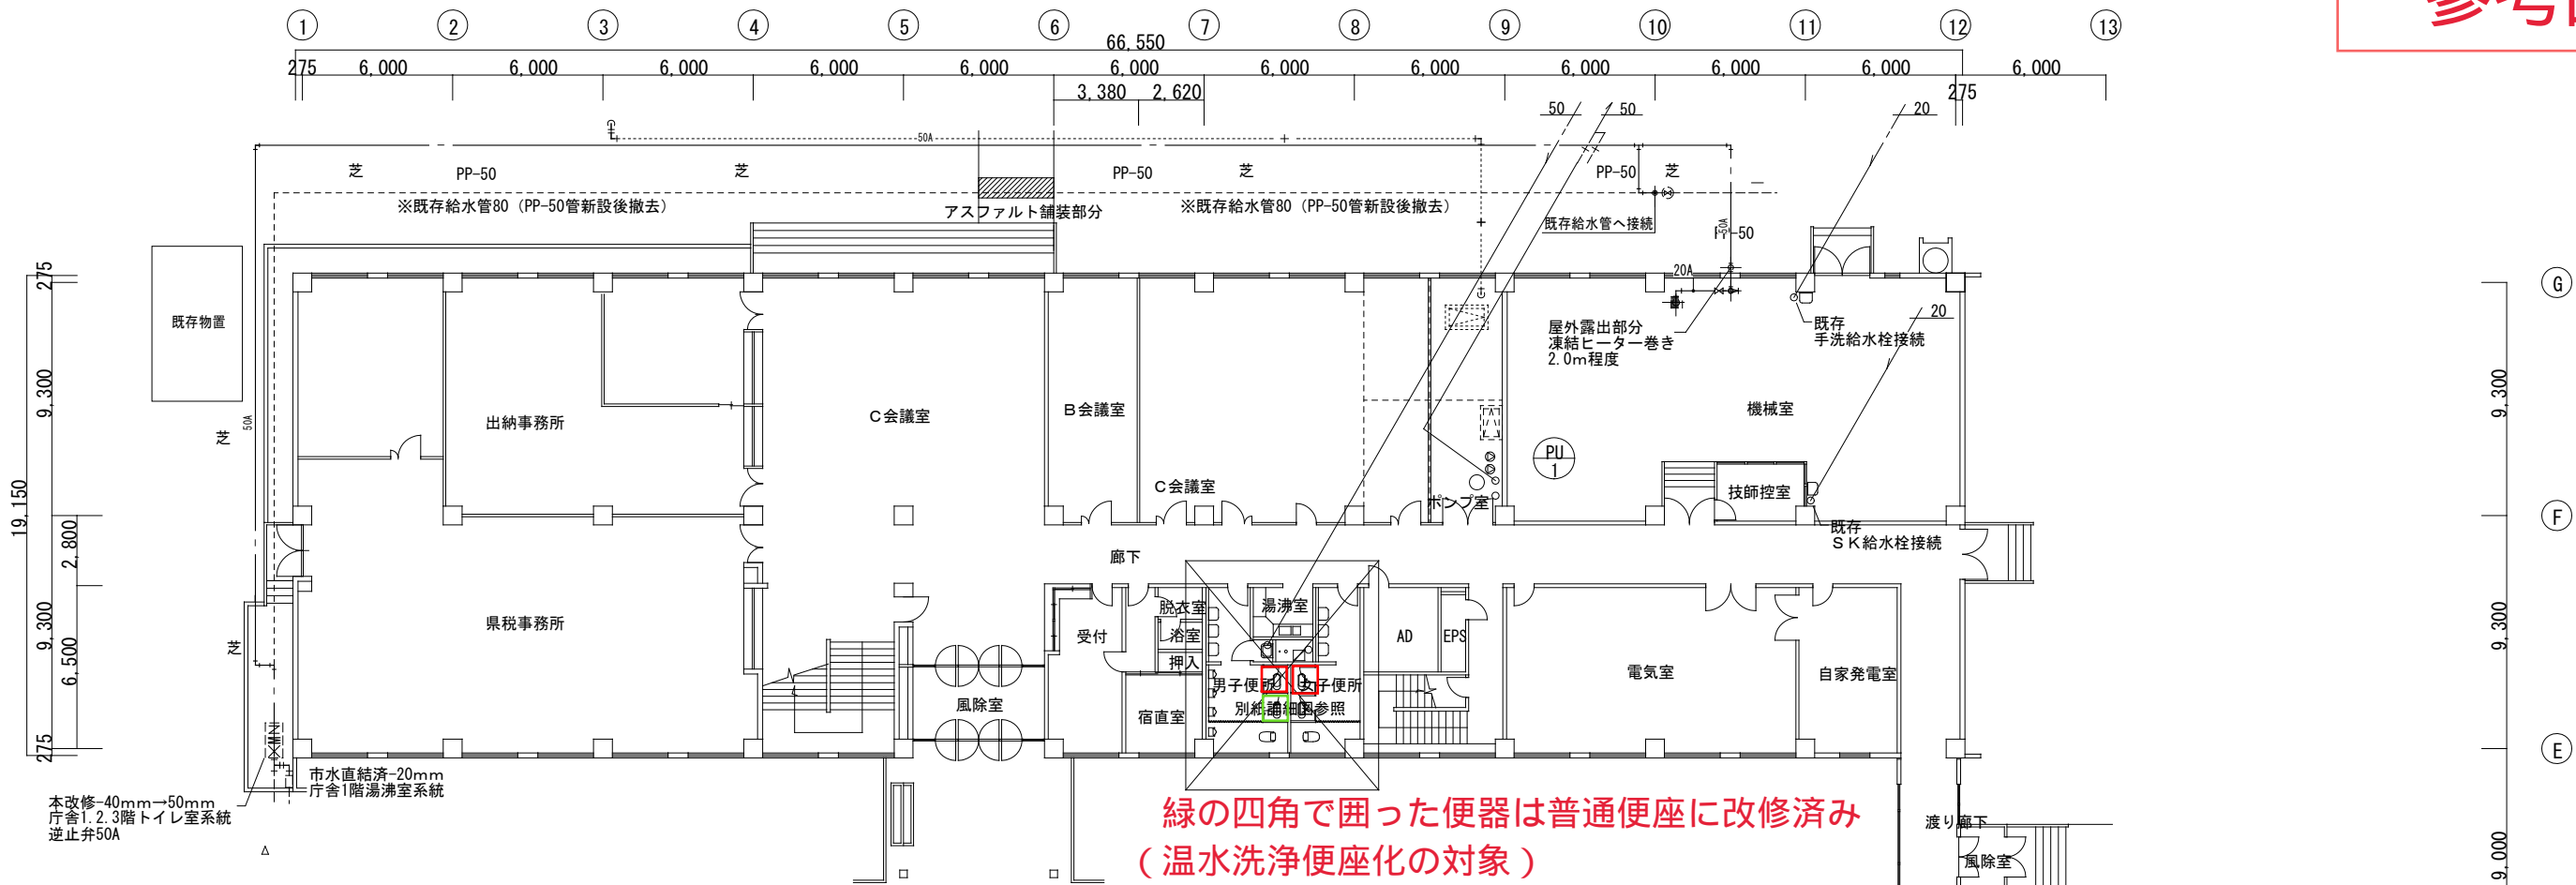 参考
1 2 3 4 5 6 7 8 9 10 11 12 13
66,550
275 6,000 6,000 6,000 6,000 6,000 6,000 6,000 6,000 6,000 6,000 6,000 6,000
3,380 2,620 275
50 50 20
50A
芝 PP-50 芝 PP-50 芝 PP-50 芝
※既存給水管80（PP-50管新設後撤去）
アスファルト舗装部分
※既存給水管80（PP-50管新設後撤去）
既存給水管へ接続
50A
-50
20A
275
G
既存物置
屋外露出部分
凍結ヒーター巻き
2.0m程度
既存
手洗給水栓接続
20
9,300
9,300
出納事務所
C会議室
B会議室
機械室
芝
50A
PU
1
19,150
C会議室
ポンプ室
技師控室
F
2,800
既存
SK給水栓接続
廊下
9,300
6,500
県税事務所
受付
脱衣室
浴室
押入
湯沸室
AD
EPS
9,300
芝
電気室
自家発電室
男子便所
女子便所
別紙詳細図参照
風除室
宿直室
275
E
市水直結済-20mm
庁舎1階湯沸室系統
本改修-40mm→50mm
庁舎1.2.3階トイレ室系統
逆止弁50A
緑の四角で囲った便器は普通便座に改修済み
（温水洗浄便座化の対象）
渡り廊下
風除室
9,000